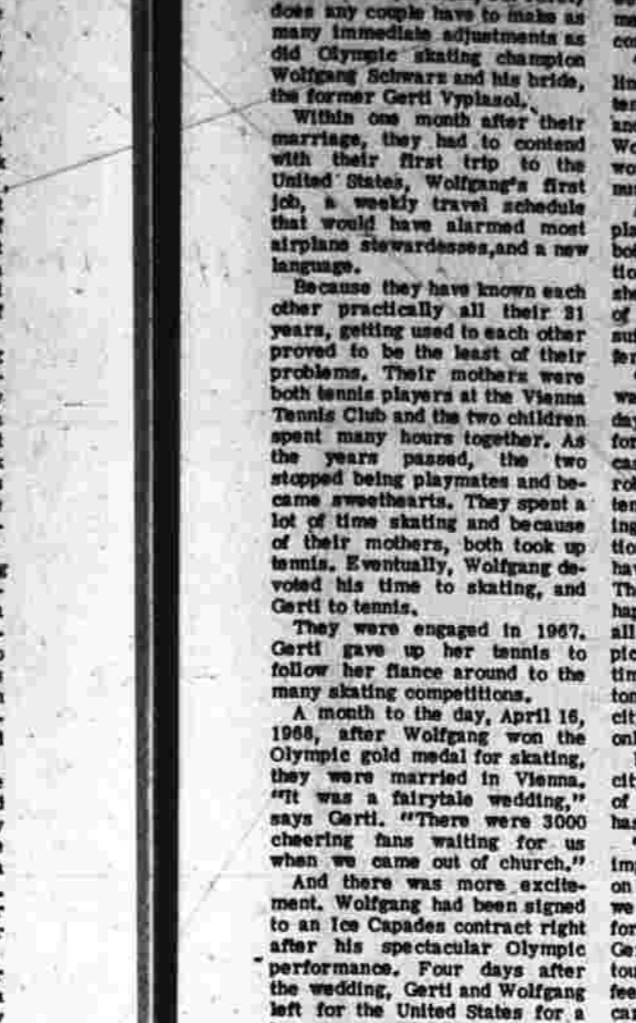 does any couple have to make as
many immediate adjustments as
did Olympic skating champion
Wolfgang Schwarz and his bride,
the former Gerti Vyplasol.
Within one month after their
marriage, they had to contend
with their first trip to the
United States, Wolfgang's first
job, a weekly travel schedule
that would have alarmed most
airplane stewardesses,and a new
language.
Because they have known each
other practically all their 21
years, getting used to each other
proved to be the least of their
problems. Their mothers were
both tennis players at the Vienna
Tennis Club and the two children
spent many hours together. As
the years passed, the two
stopped being playmates and be-
came sweethearts. They spent a
lot of time skating and because
of their mothers, both took up
tennis. Eventually, Wolfgang de-
voted his time to skating, and
Gerti to tennis.
They were engaged in 1967.
Gerti gave up her tennis to
follow her fiance around to the
many skating competitions.
A month to the day, April 16,
1968, after Wolfgang won the
Olympic gold medal for skating,
they were married in Vienna.
"It was a fairytale wedding,"
says Gerti. "There were 3000
cheering fans waiting for us
when we came out of church."
And there was more excite-
ment. Wolfgang had been signed
to an Ice Capades contract right
after his spectacular Olympic
performance. Four days after
the wedding, Gerti and Wolfgang
left for the United States for a